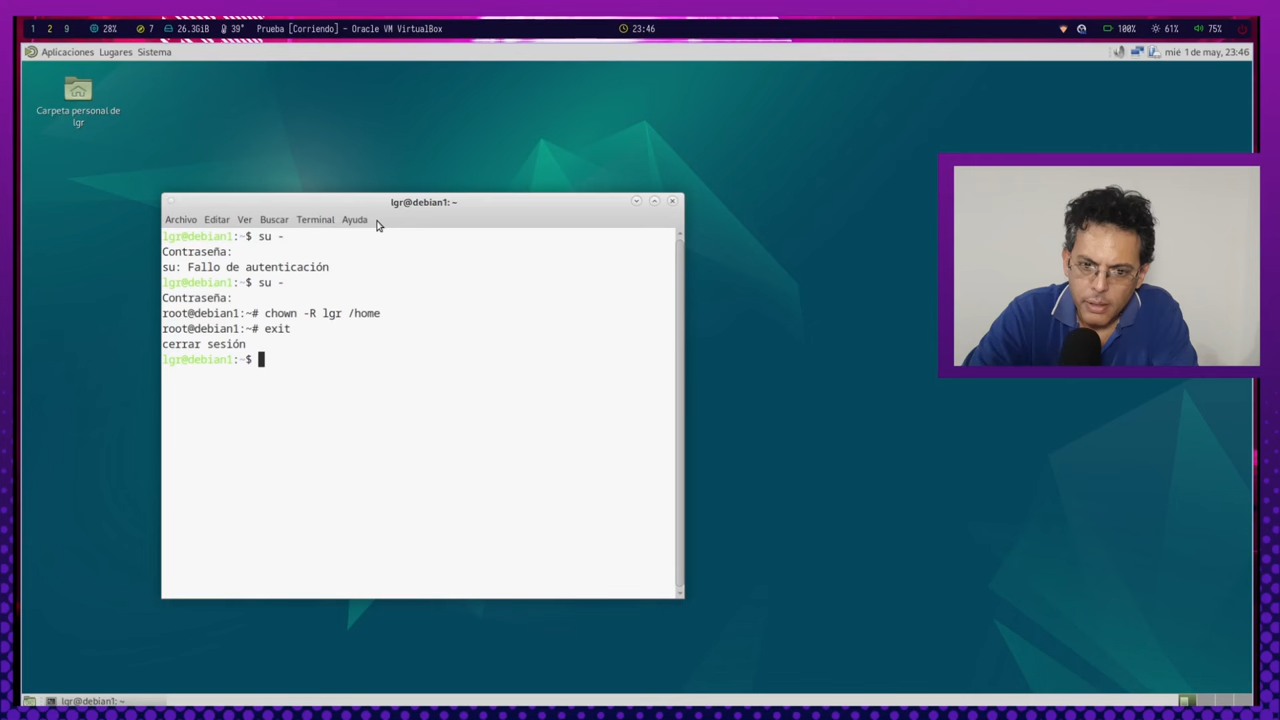 1 2 9 28% 7 26.3GiB 39° Prueba [Corriendo] - Oracle VM VirtualBox 23:46 100% 61% 75%
Aplicaciones Lugares Sistema mié 1 de may, 23:46
Carpeta personal de
lgr
lgr@debian1: ~
Archivo Editar Ver Buscar Terminal Ayuda
lgr@debian1:~$ su -
Contraseña:
su: Fallo de autenticación
lgr@debian1:~$ su -
Contraseña:
root@debian1:~# chown -R lgr /home
root@debian1:~# exit
cerrar sesión
lgr@debian1:~$
lgr@debian1: ~